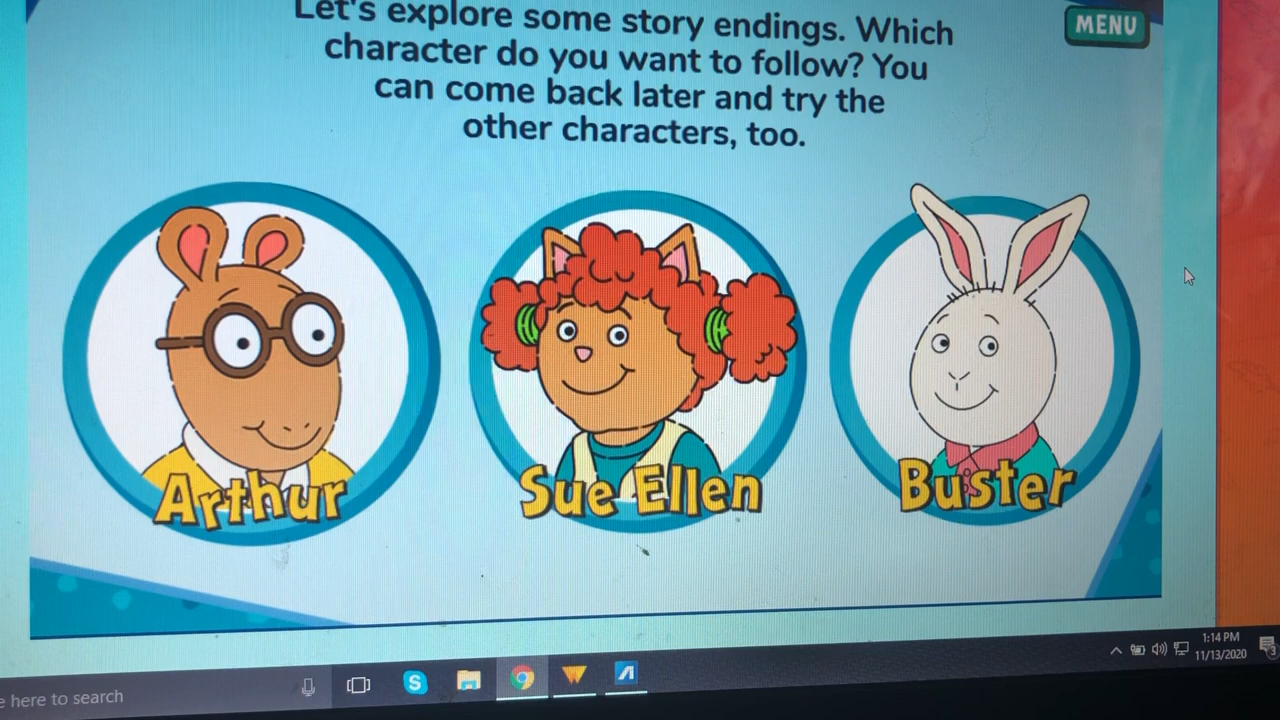 Let's explore some story endings. Which
character do you want to follow? You
can come back later and try the
other characters, too.
MENU
Arthur
Sue Ellen
Buster
e here to search
1:14 PM
11/13/2020
3